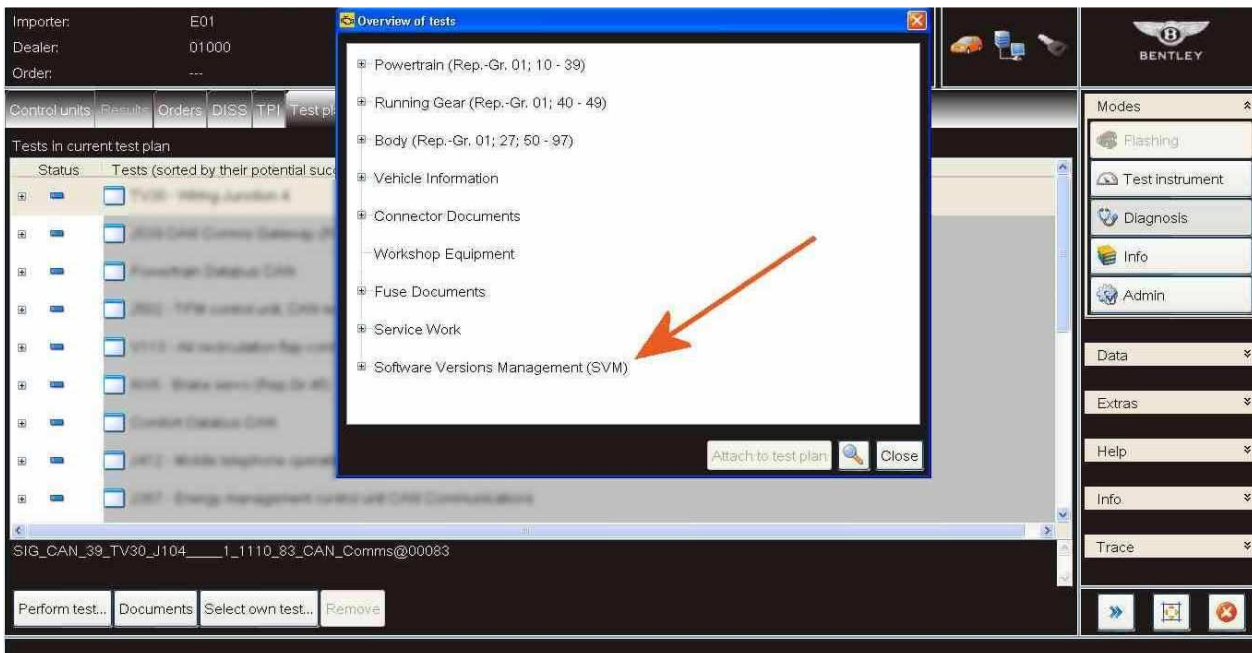 Importer: E01
Dealer: 01000
Order: ---
BENTLEY
Control units Results Orders DISS TPI Test pl
Tests in current test plan
Status Tests (sorted by their potential succ
Overview of tests
Powertrain (Rep.-Gr. 01; 10 - 39)
Running Gear (Rep.-Gr. 01; 40 - 49)
Body (Rep.-Gr. 01; 27; 50 - 97)
Vehicle Information
Connector Documents
Workshop Equipment
Fuse Documents
Service Work
Software Versions Management (SVM)
Attach to test plan
Close
SIG_CAN_39_TV30_J104____1_1110_83_CAN_Comms@00083
Perform test... Documents Select own test... Remove
Modes
Flashing
Test instrument
Diagnosis
Info
Admin
Data
Extras
Help
Info
Trace